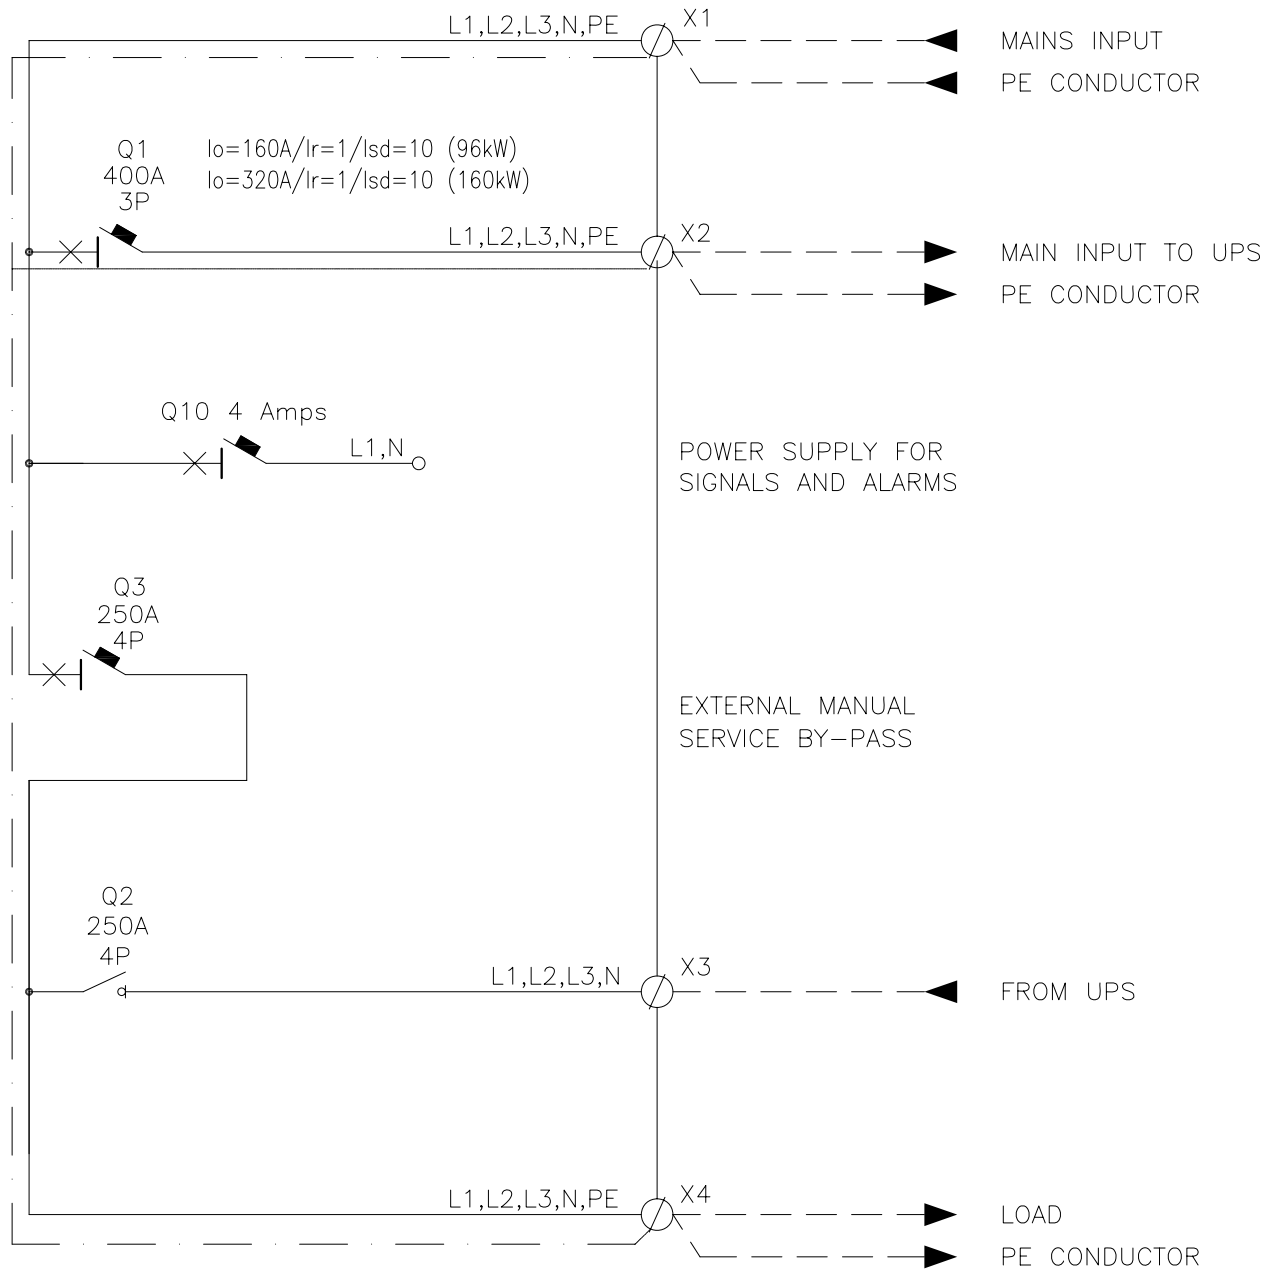 L1,L2,L3,N,PE
X1
MAINS INPUT
PE CONDUCTOR
Q1
400A
3P
Io=160A/Ir=1/Isd=10 (96kW)
Io=320A/Ir=1/Isd=10 (160kW)
L1,L2,L3,N,PE
X2
MAIN INPUT TO UPS
PE CONDUCTOR
Q10 4 Amps
L1,N
POWER SUPPLY FOR
SIGNALS AND ALARMS
Q3
250A
4P
EXTERNAL MANUAL
SERVICE BY-PASS
Q2
250A
4P
L1,L2,L3,N
X3
FROM UPS
L1,L2,L3,N,PE
X4
LOAD
PE CONDUCTOR